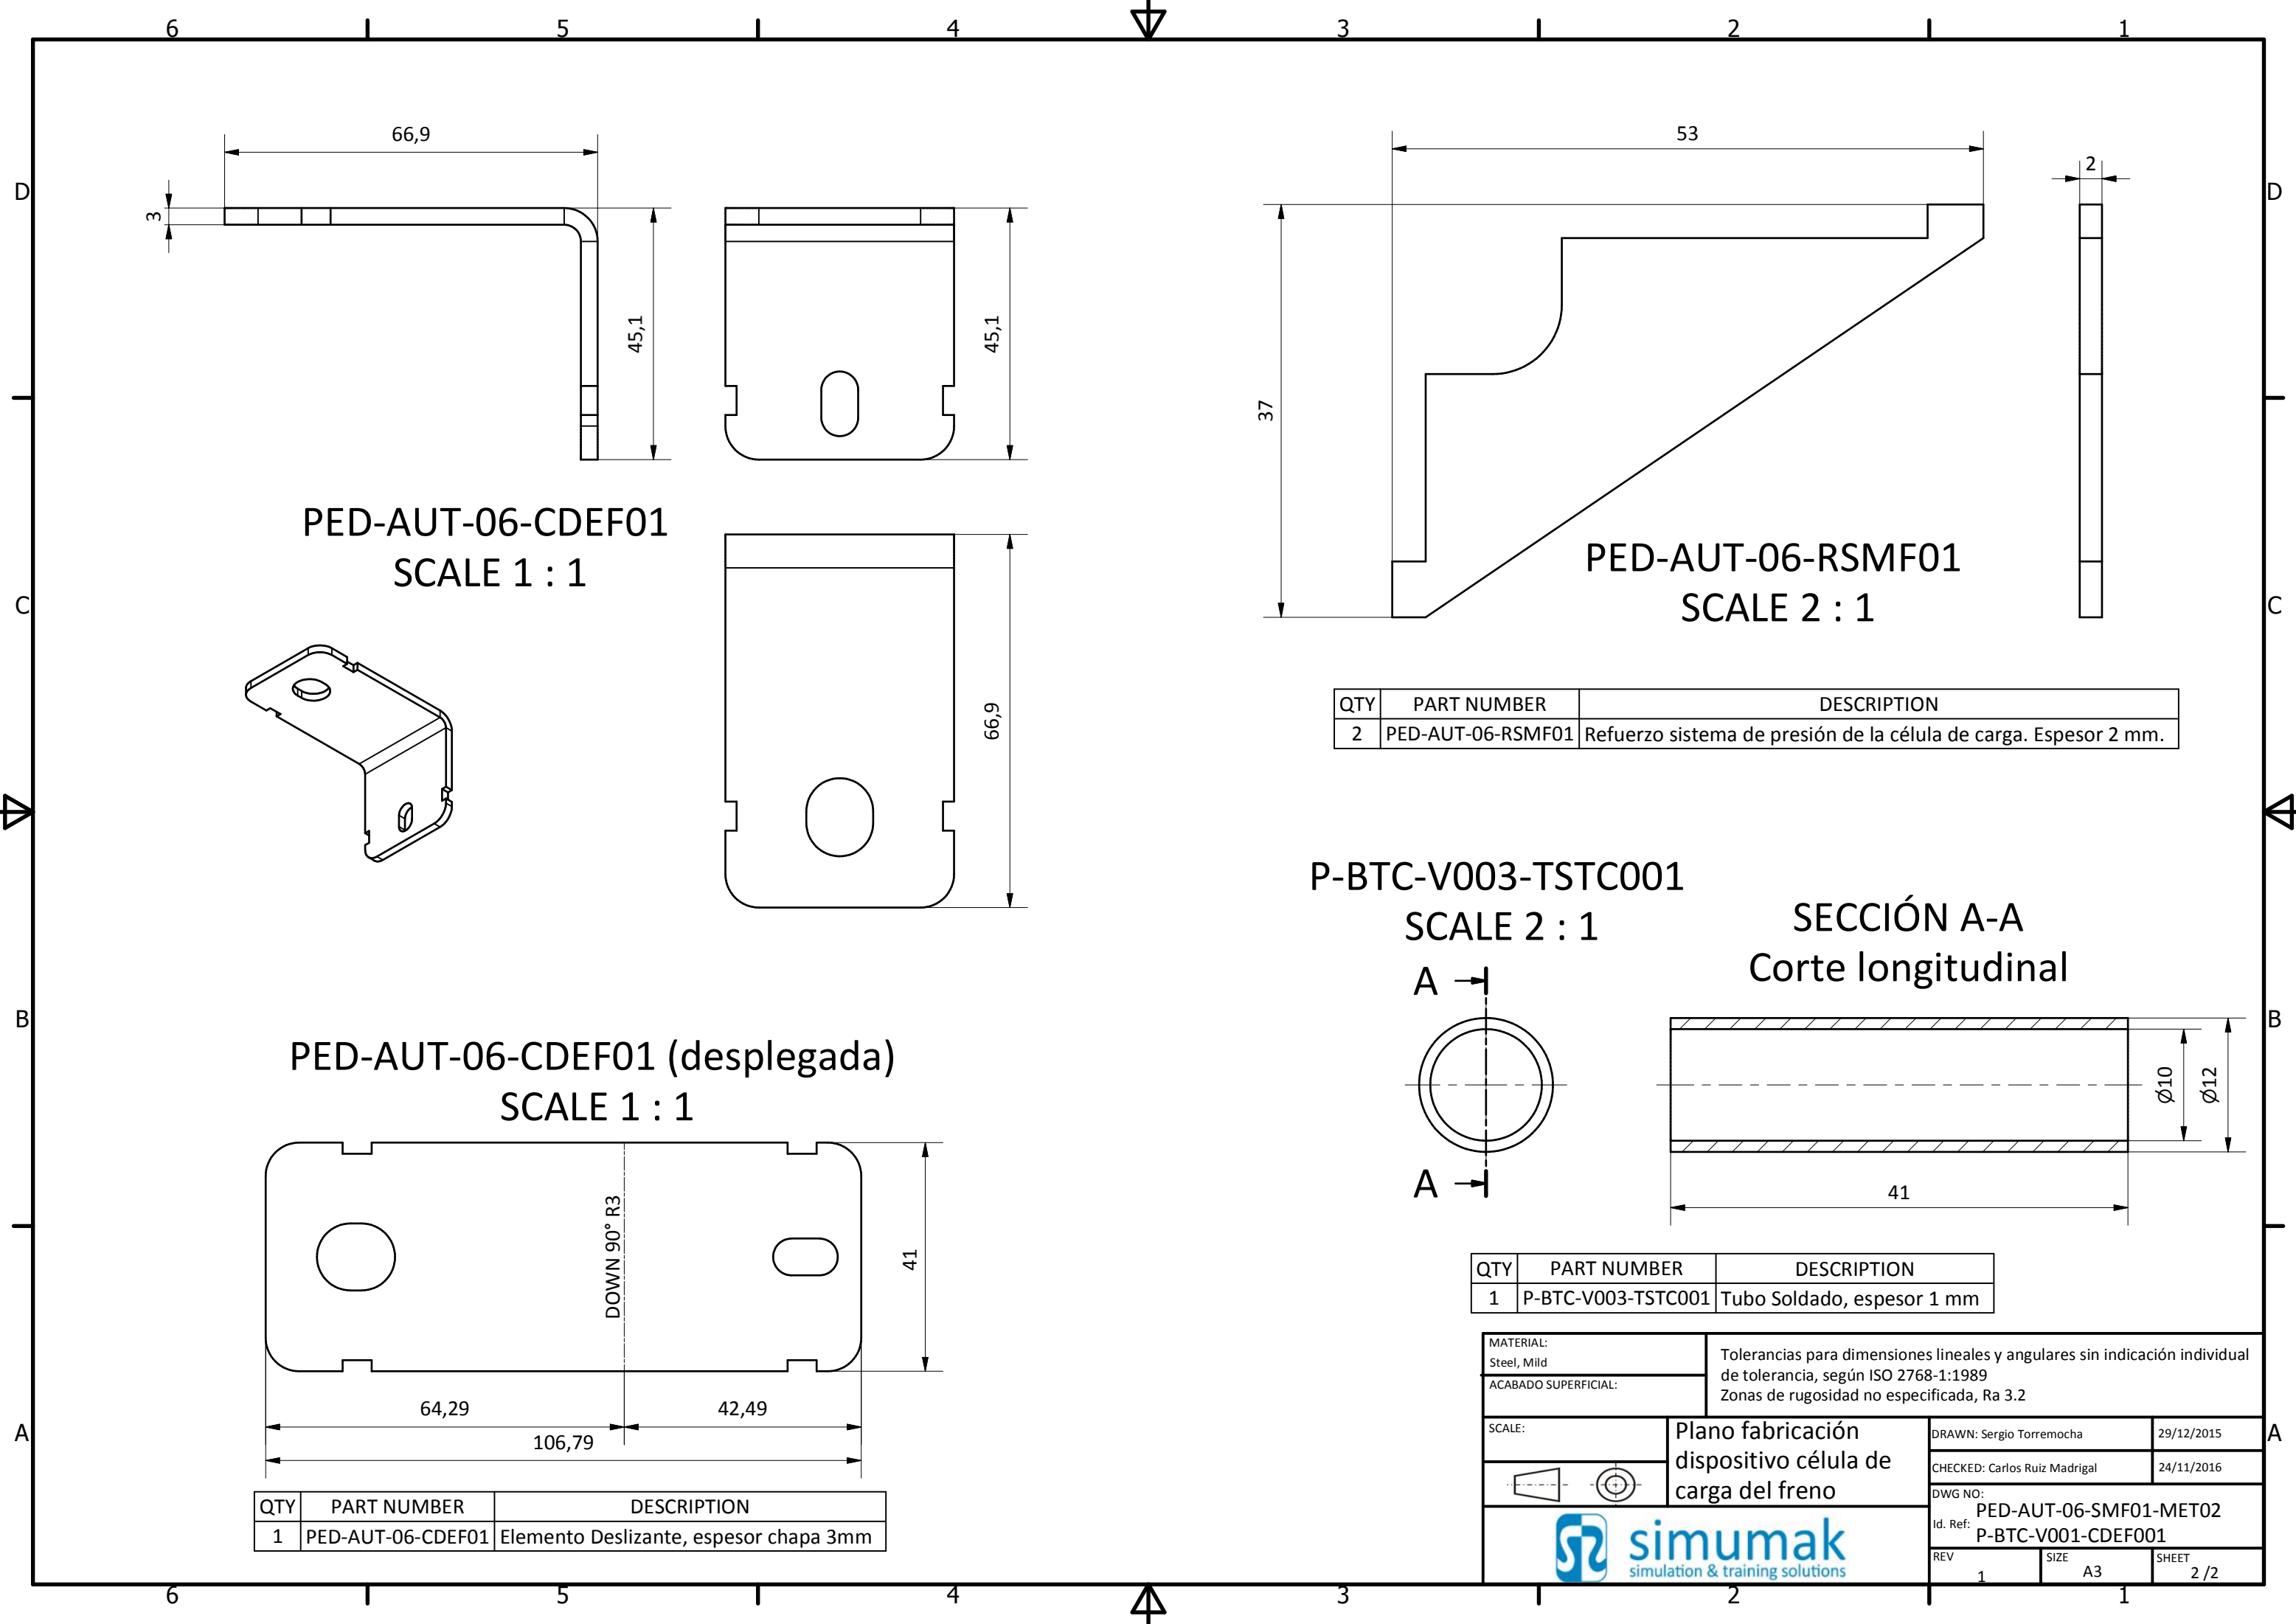 6 5 4 3 2 1
D D
C C
B B
A A
66,9
3
45,1
45,1
PED-AUT-06-CDEF01
SCALE 1 : 1
66,9
53
2
37
PED-AUT-06-RSMF01
SCALE 2 : 1
QTY PART NUMBER DESCRIPTION
2 PED-AUT-06-RSMF01 Refuerzo sistema de presión de la célula de carga. Espesor 2 mm.
P-BTC-V003-TSTC001
SCALE 2 : 1
SECCIÓN A-A
Corte longitudinal
A
A
Ø10
Ø12
41
QTY PART NUMBER DESCRIPTION
1 P-BTC-V003-TSTC001 Tubo Soldado, espesor 1 mm
PED-AUT-06-CDEF01 (desplegada)
SCALE 1 : 1
DOWN 90° R3
41
64,29
42,49
106,79
QTY PART NUMBER DESCRIPTION
1 PED-AUT-06-CDEF01 Elemento Deslizante, espesor chapa 3mm
MATERIAL:
Steel, Mild
ACABADO SUPERFICIAL:
Tolerancias para dimensiones lineales y angulares sin indicación individual
de tolerancia, según ISO 2768-1:1989
Zonas de rugosidad no especificada, Ra 3.2
SCALE:
Plano fabricación
dispositivo célula de
carga del freno
DRAWN: Sergio Torremocha 29/12/2015
CHECKED: Carlos Ruiz Madrigal 24/11/2016
DWG NO:
PED-AUT-06-SMF01-MET02
Id. Ref:
P-BTC-V001-CDEF001
simumak
simulation & training solutions
REV
1
SIZE
A3
SHEET
2 /2
6 5 4 3 2 1